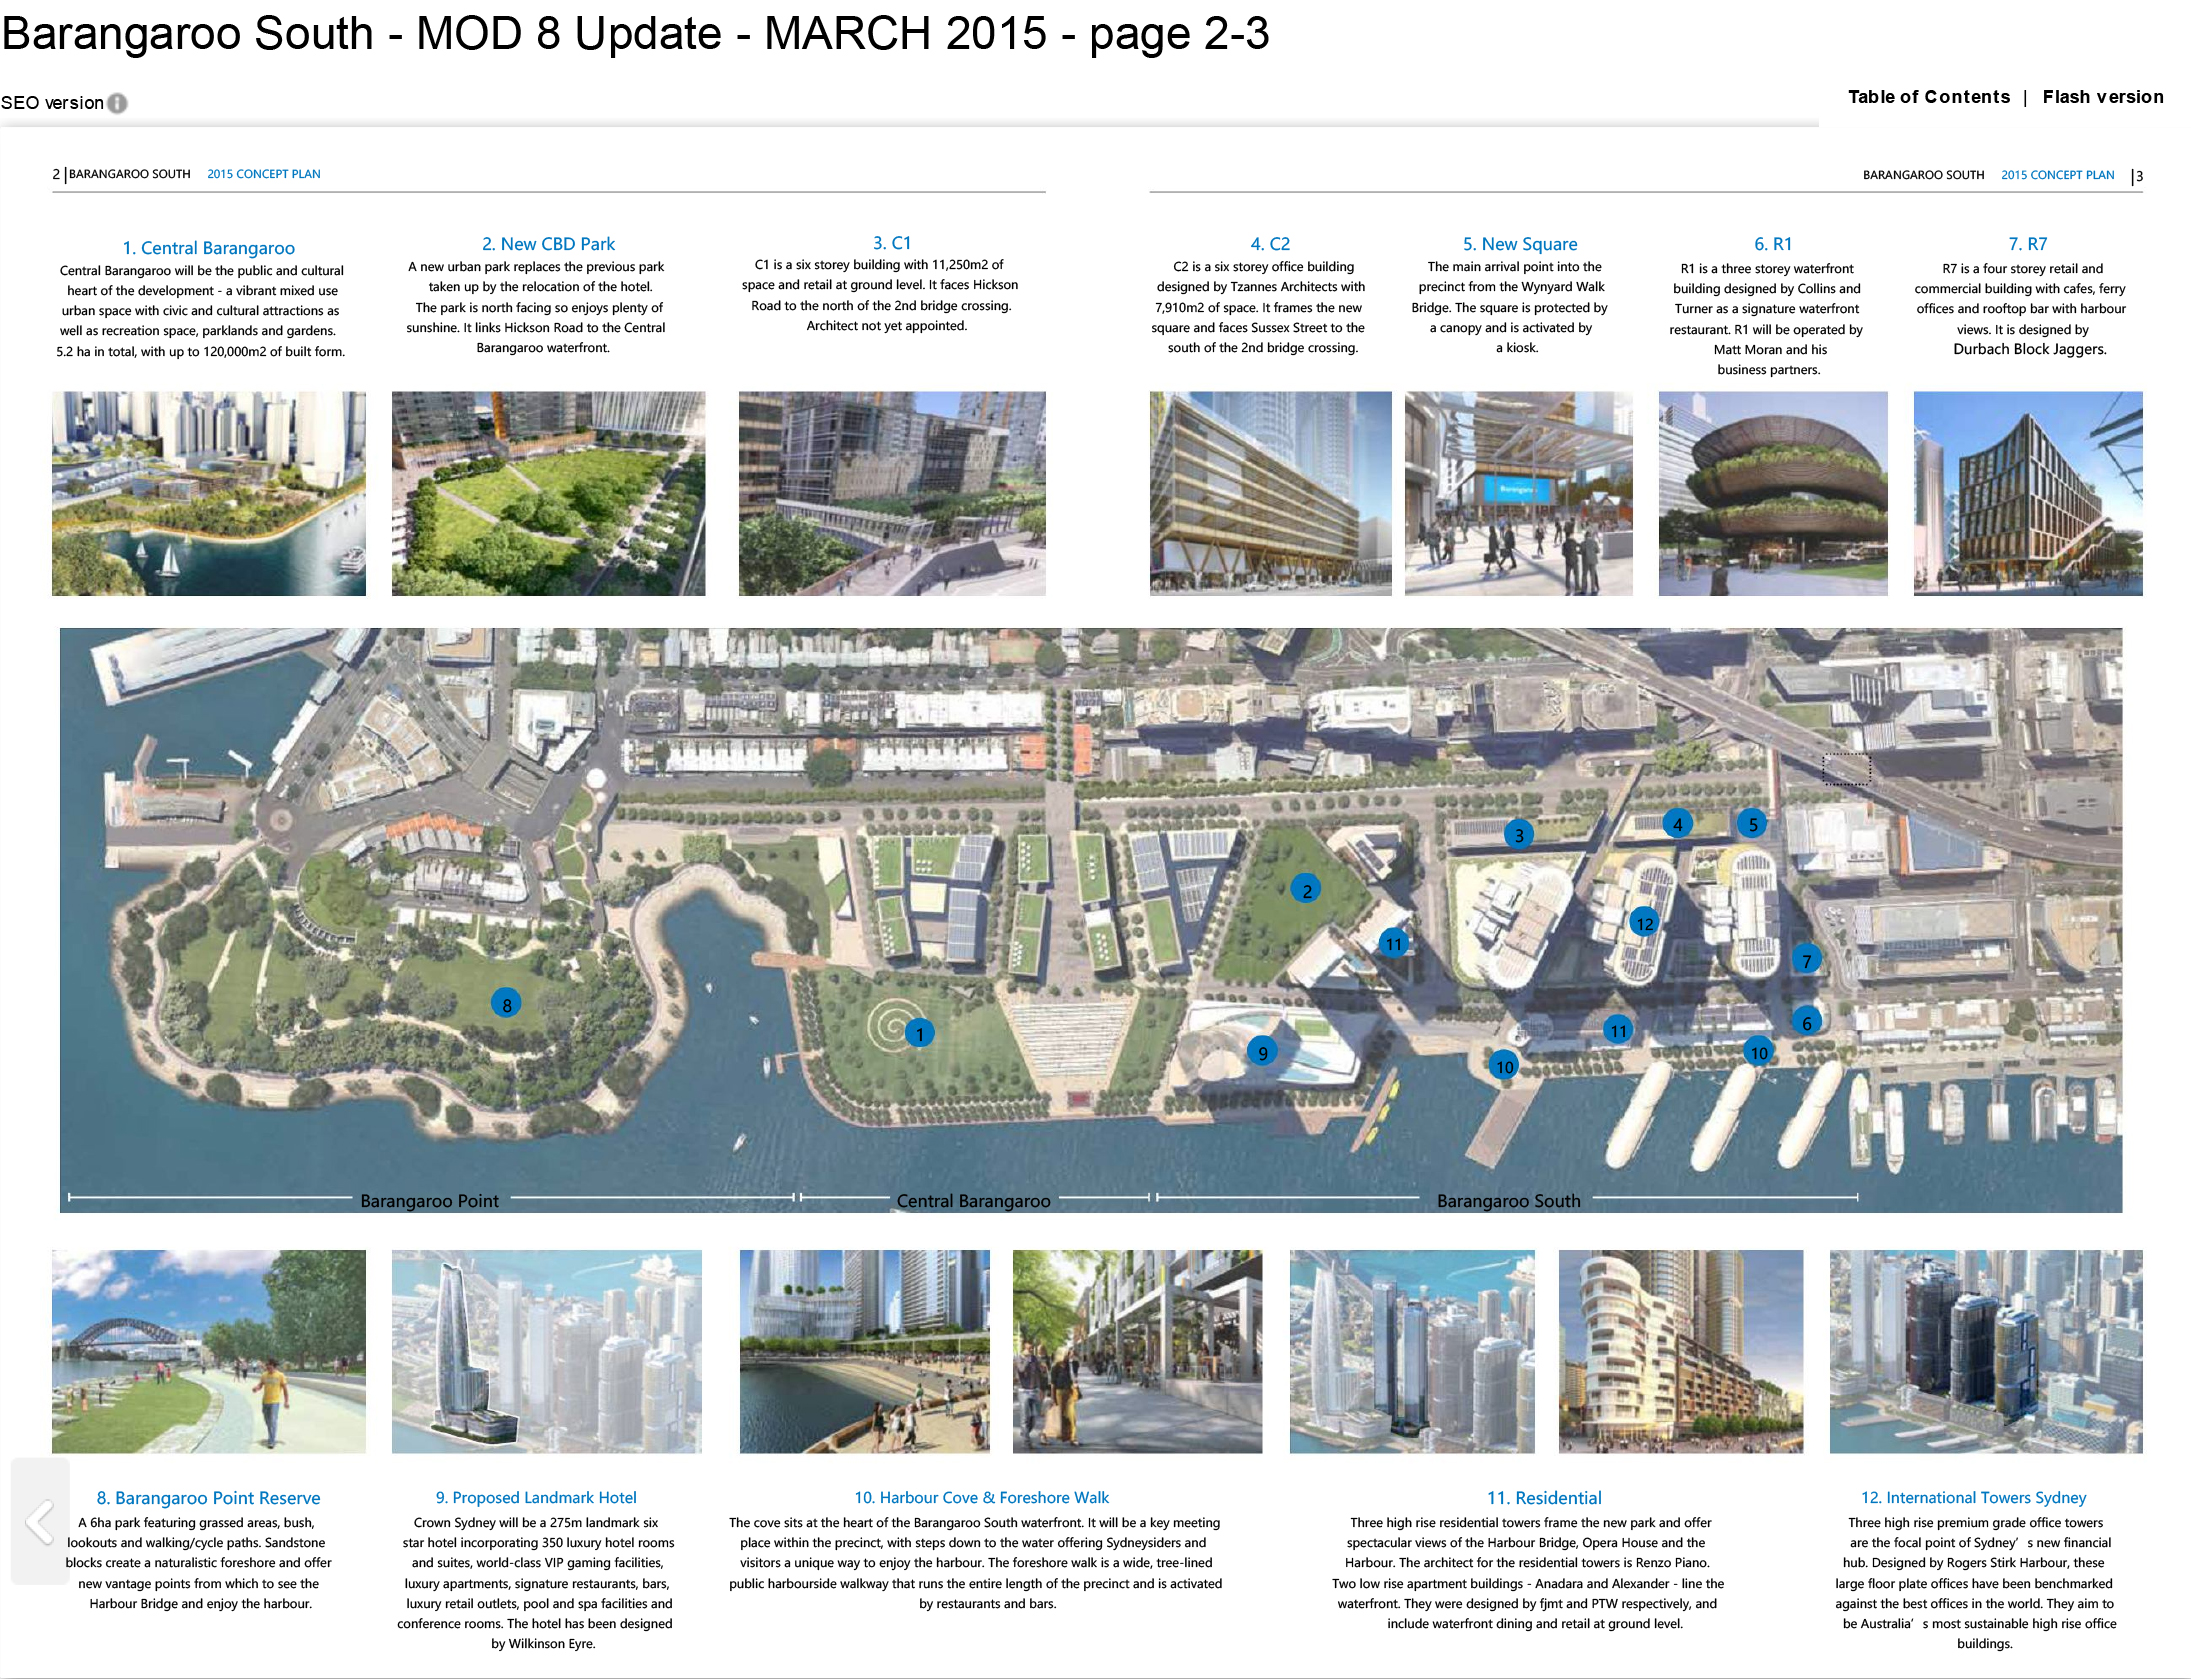 Barangaroo South - MOD 8 Update - MARCH 2015 - page 2-3
SEO version
Table of Contents | Flash version
2 | BARANGAROO SOUTH 2015 CONCEPT PLAN
BARANGAROO SOUTH 2015 CONCEPT PLAN | 3
1. Central Barangaroo
Central Barangaroo will be the public and cultural
heart of the development - a vibrant mixed use
urban space with civic and cultural attractions as
well as recreation space, parklands and gardens.
5.2 ha in total, with up to 120,000m2 of built form.
2. New CBD Park
A new urban park replaces the previous park
taken up by the relocation of the hotel.
The park is north facing so enjoys plenty of
sunshine. It links Hickson Road to the Central
Barangaroo waterfront.
3. C1
C1 is a six storey building with 11,250m2 of
space and retail at ground level. It faces Hickson
Road to the north of the 2nd bridge crossing.
Architect not yet appointed.
4. C2
C2 is a six storey office building
designed by Tzannes Architects with
7,910m2 of space. It frames the new
square and faces Sussex Street to the
south of the 2nd bridge crossing.
5. New Square
The main arrival point into the
precinct from the Wynyard Walk
Bridge. The square is protected by
a canopy and is activated by
a kiosk.
6. R1
R1 is a three storey waterfront
building designed by Collins and
Turner as a signature waterfront
restaurant. R1 will be operated by
Matt Moran and his
business partners.
7. R7
R7 is a four storey retail and
commercial building with cafes, ferry
offices and rooftop bar with harbour
views. It is designed by
Durbach Block Jaggers.
Barangaroo
3
4
5
2
11
12
7
8
1
9
10
11
10
6
Barangaroo Point
Central Barangaroo
Barangaroo South
8. Barangaroo Point Reserve
A 6ha park featuring grassed areas, bush,
lookouts and walking/cycle paths. Sandstone
blocks create a naturalistic foreshore and offer
new vantage points from which to see the
Harbour Bridge and enjoy the harbour.
9. Proposed Landmark Hotel
Crown Sydney will be a 275m landmark six
star hotel incorporating 350 luxury hotel rooms
and suites, world-class VIP gaming facilities,
luxury apartments, signature restaurants, bars,
luxury retail outlets, pool and spa facilities and
conference rooms. The hotel has been designed
by Wilkinson Eyre.
10. Harbour Cove & Foreshore Walk
The cove sits at the heart of the Barangaroo South waterfront. It will be a key meeting
place within the precinct, with steps down to the water offering Sydneysiders and
visitors a unique way to enjoy the harbour. The foreshore walk is a wide, tree-lined
public harbourside walkway that runs the entire length of the precinct and is activated
by restaurants and bars.
11. Residential
Three high rise residential towers frame the new park and offer
spectacular views of the Harbour Bridge, Opera House and the
Harbour. The architect for the residential towers is Renzo Piano.
Two low rise apartment buildings - Anadara and Alexander - line the
waterfront. They were designed by fjmt and PTW respectively, and
include waterfront dining and retail at ground level.
12. International Towers Sydney
Three high rise premium grade office towers
are the focal point of Sydney' s new financial
hub. Designed by Rogers Stirk Harbour, these
large floor plate offices have been benchmarked
against the best offices in the world. They aim to
be Australia' s most sustainable high rise office
buildings.